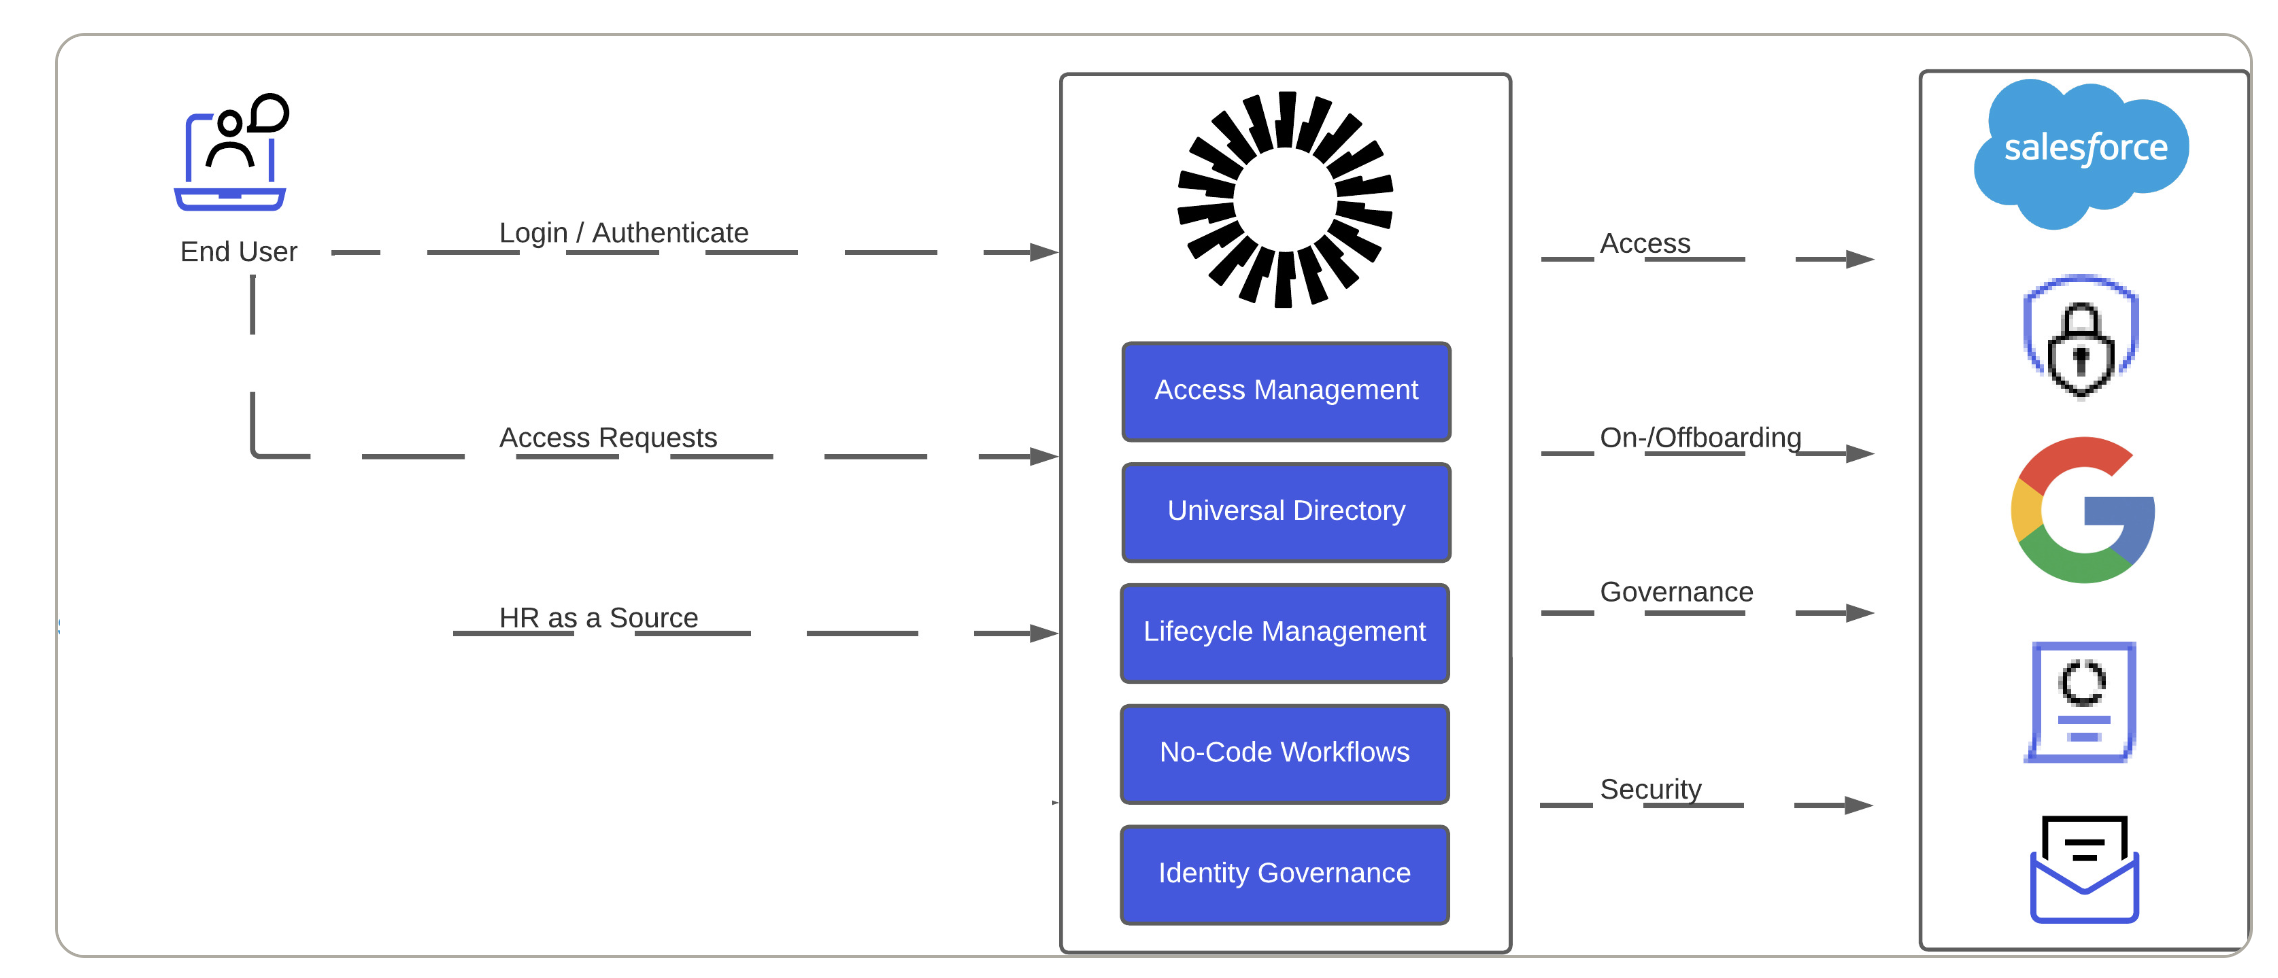 salesforce
End User
Login / Authenticate
Access
Access Management
Access Requests
On-/Offboarding
Universal Directory
HR as a Source
Governance
Lifecycle Management
No-Code Workflows
Security
Identity Governance